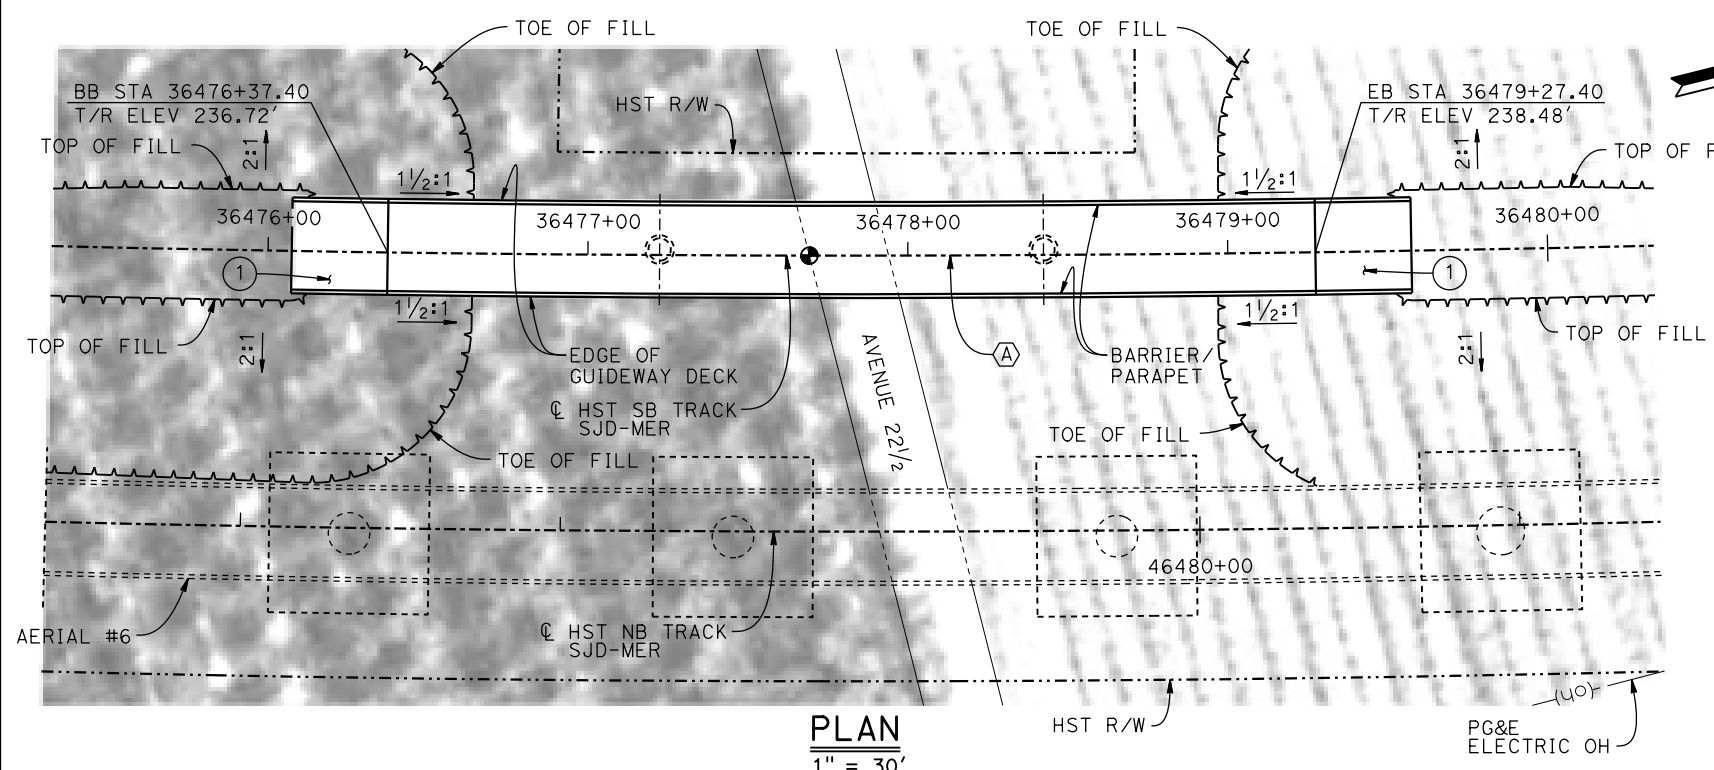 TOE OF FILL
TOE OF FILL
BB STA 36476+37.40
T/R ELEV 236.72'
HST R/W
EB STA 36479+27.40
T/R ELEV 238.48'
TOP OF FILL
2:1
2:1
TOP OF F
1½:1
1½:1
36476+00
36477+00
36478+00
36479+00
36480+00
1
1
1½:1
1½:1
TOP OF FILL
2:1
EDGE OF
GUIDEWAY DECK
AVENUE 22½
A
BARRIER/
PARAPET
2:1
TOP OF FILL
℄ HST SB TRACK
SJD-MER
TOE OF FILL
TOE OF FILL
46480+00
AERIAL #6
℄ HST NB TRACK
SJD-MER
(40)
HST R/W
PG&E
ELECTRIC OH
PLAN
1" = 30'